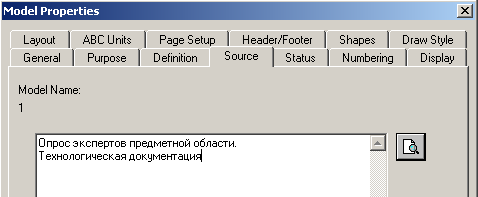 Model Properties
Layout ABC Units Page Setup Header/Footer Shapes Draw Style
General Purpose Definition Source Status Numbering Display
Model Name:
1
Опрос экспертов предметной области.
Технологическая документация